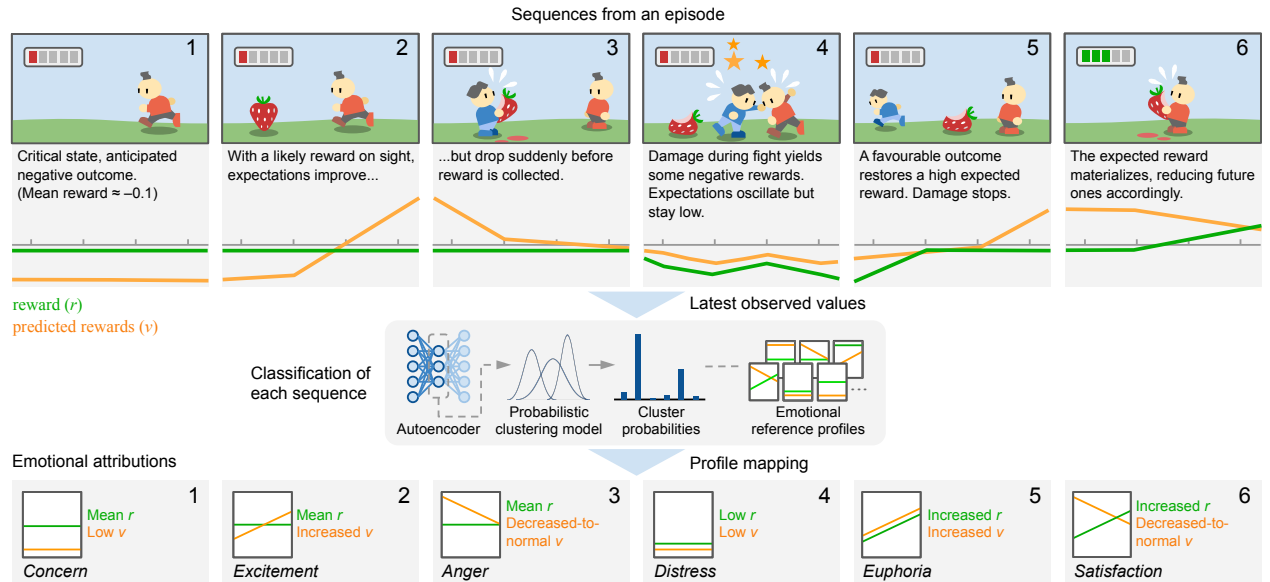 Sequences from an episode
1
2
3
4
5
6
Critical state, anticipated
negative outcome.
(Mean reward ≈ –0.1)
With a likely reward on sight,
expectations improve...
...but drop suddenly before
reward is collected.
Damage during fight yields
some negative rewards.
Expectations oscillate but
stay low.
A favourable outcome
restores a high expected
reward. Damage stops.
The expected reward
materializes, reducing future
ones accordingly.
reward (r)
predicted rewards (v)
Latest observed values
Classification of
each sequence
Autoencoder
Probabilistic
clustering model
Cluster
probabilities
Emotional
reference profiles
Emotional attributions
Profile mapping
1
Mean r
Low v
Concern
2
Mean r
Increased v
Excitement
3
Mean r
Decreased-to-
normal v
Anger
4
Low r
Low v
Distress
5
Increased r
Increased v
Euphoria
6
Increased r
Decreased-to-
normal v
Satisfaction